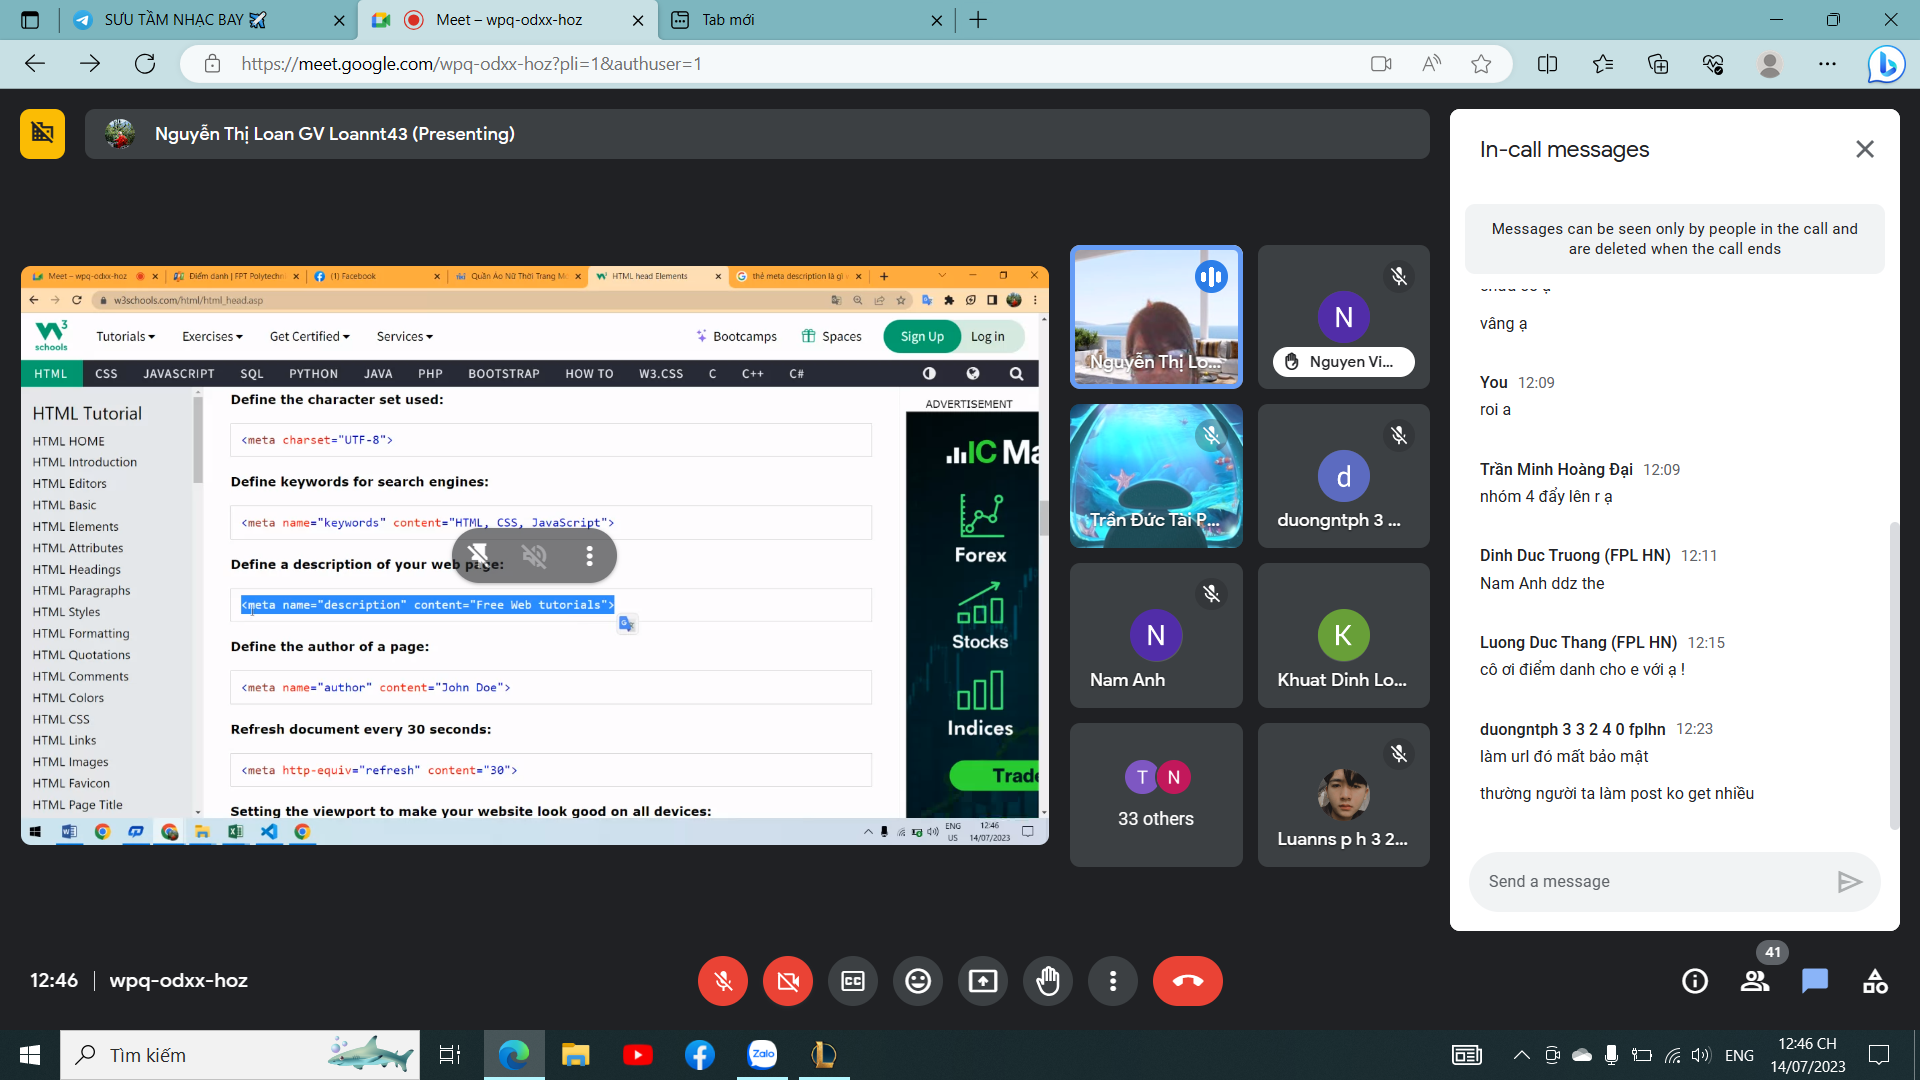 SƯU TẦM NHẠC BAY
Meet – wpq-odxx-hoz
Tab mới
https://meet.google.com/wpq-odxx-hoz?pli=1&authuser=1
Nguyễn Thị Loan GV Loannt43 (Presenting)
Meet – wpq-odxx-hoz
Điểm danh | FPT Polytechni
(1) Facebook
Quần Áo Nữ Thời Trang M
HTML head Elements
thẻ meta description là gì
w3schools.com/html/html_head.asp
W3 schools
Tutorials
Exercises
Get Certified
Services
Bootcamps
Spaces
Sign Up
Log in
HTML
CSS
JAVASCRIPT
SQL
PYTHON
JAVA
PHP
BOOTSTRAP
HOW TO
W3.CSS
C
C++
C#
HTML Tutorial
HTML HOME
HTML Introduction
HTML Editors
HTML Basic
HTML Elements
HTML Attributes
HTML Headings
HTML Paragraphs
HTML Styles
HTML Formatting
HTML Quotations
HTML Comments
HTML Colors
HTML CSS
HTML Links
HTML Images
HTML Favicon
HTML Page Title
Define the character set used:
<meta charset="UTF-8">
Define keywords for search engines:
<meta name="keywords" content="HTML, CSS, JavaScript">
Define a description of your web page:
<meta name="description" content="Free Web tutorials">
Define the author of a page:
<meta name="author" content="John Doe">
Refresh document every 30 seconds:
<meta http-equiv="refresh" content="30">
Setting the viewport to make your website look good on all devices:
ADVERTISEMENT
IC Ma
Forex
Stocks
Indices
Trade
ENG
US
12:46
14/07/2023
Nguyễn Thị Lo...
N
Nguyen Vi...
Trần Đức Tài P...
d
duongntph 3 ...
N
Nam Anh
K
Khuat Dinh Lo...
T N
33 others
Luanns p h 3 2...
In-call messages
Messages can be seen only by people in the call and
are deleted when the call ends
vâng ạ
You 12:09
roi a
Trần Minh Hoàng Đại 12:09
nhóm 4 đẩy lên r ạ
Dinh Duc Truong (FPL HN) 12:11
Nam Anh ddz the
Luong Duc Thang (FPL HN) 12:15
cô ơi điểm danh cho e với ạ !
duongntph 3 3 2 4 0 fplhn 12:23
làm url đó mất bảo mật
thường người ta làm post ko get nhiều
Send a message
12:46
wpq-odxx-hoz
41
Tìm kiếm
Zalo
ENG
12:46 CH
14/07/2023